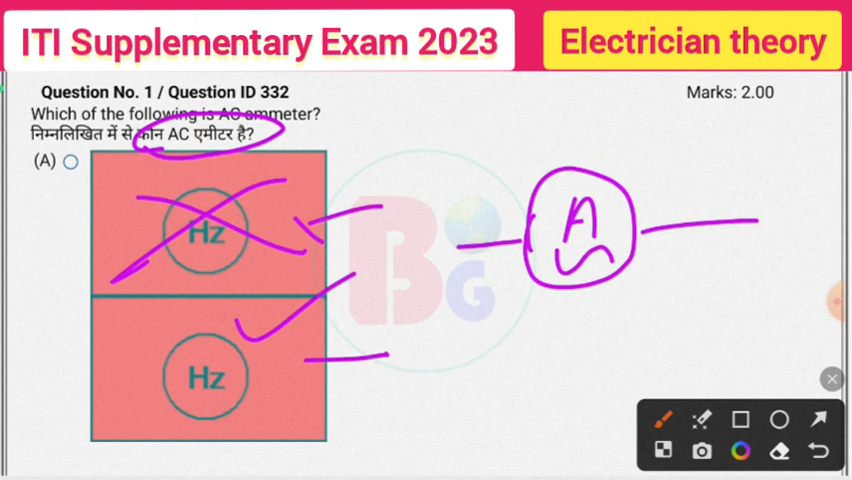 ITI Supplementary Exam 2023
Electrician theory
Question No. 1 / Question ID 332
Marks: 2.00
Which of the following is AC ammeter?
निम्नलिखित में से कौन AC एमीटर है?
(A)
Hz
A
B
G
Hz